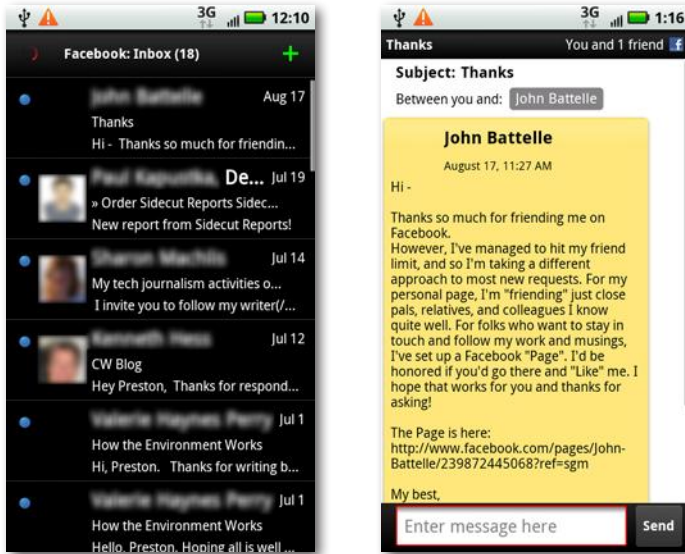 3G
12:10
Facebook: Inbox (18)
+
Aug 17
Thanks
Hi - Thanks so much for friendin...
De... Jul 19
» Order Sidecut Reports Sidec...
New report from Sidecut Reports!
Jul 14
My tech journalism activities o...
I invite you to follow my writer(/...
Jul 12
CW Blog
Hey Preston, Thanks for respond...
Jul 1
How the Environment Works
Hi, Preston. Thanks for writing b...
Jul 1
How the Environment Works
Hello, Preston. Hoping all is well ...
3G
1:16
Thanks
You and 1 friend f
Subject: Thanks
Between you and: John Battelle
John Battelle
August 17, 11:27 AM
Hi -
Thanks so much for friending me on
Facebook.
However, I've managed to hit my friend
limit, and so I'm taking a different
approach to most new requests. For my
personal page, I'm "friending" just close
pals, relatives, and colleagues I know
quite well. For folks who want to stay in
touch and follow my work and musings,
I've set up a Facebook "Page". I'd be
honored if you'd go there and "Like" me. I
hope that works for you and thanks for
asking!
The Page is here:
http://www.facebook.com/pages/John-
Battelle/239872445068?ref=sgm
My best,
Enter message here
Send